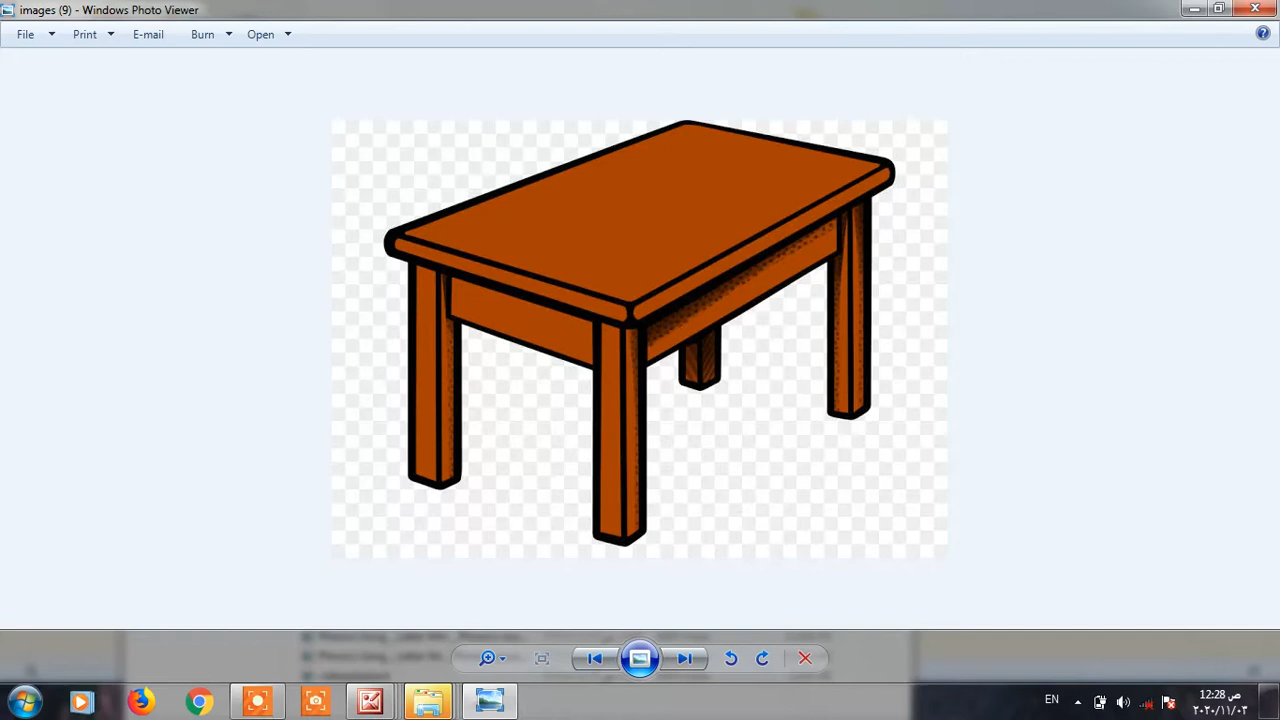 images (9) - Windows Photo Viewer
File Print E-mail Burn Open
EN
12:28 ص
٢٠٢٠/١١/٠٣